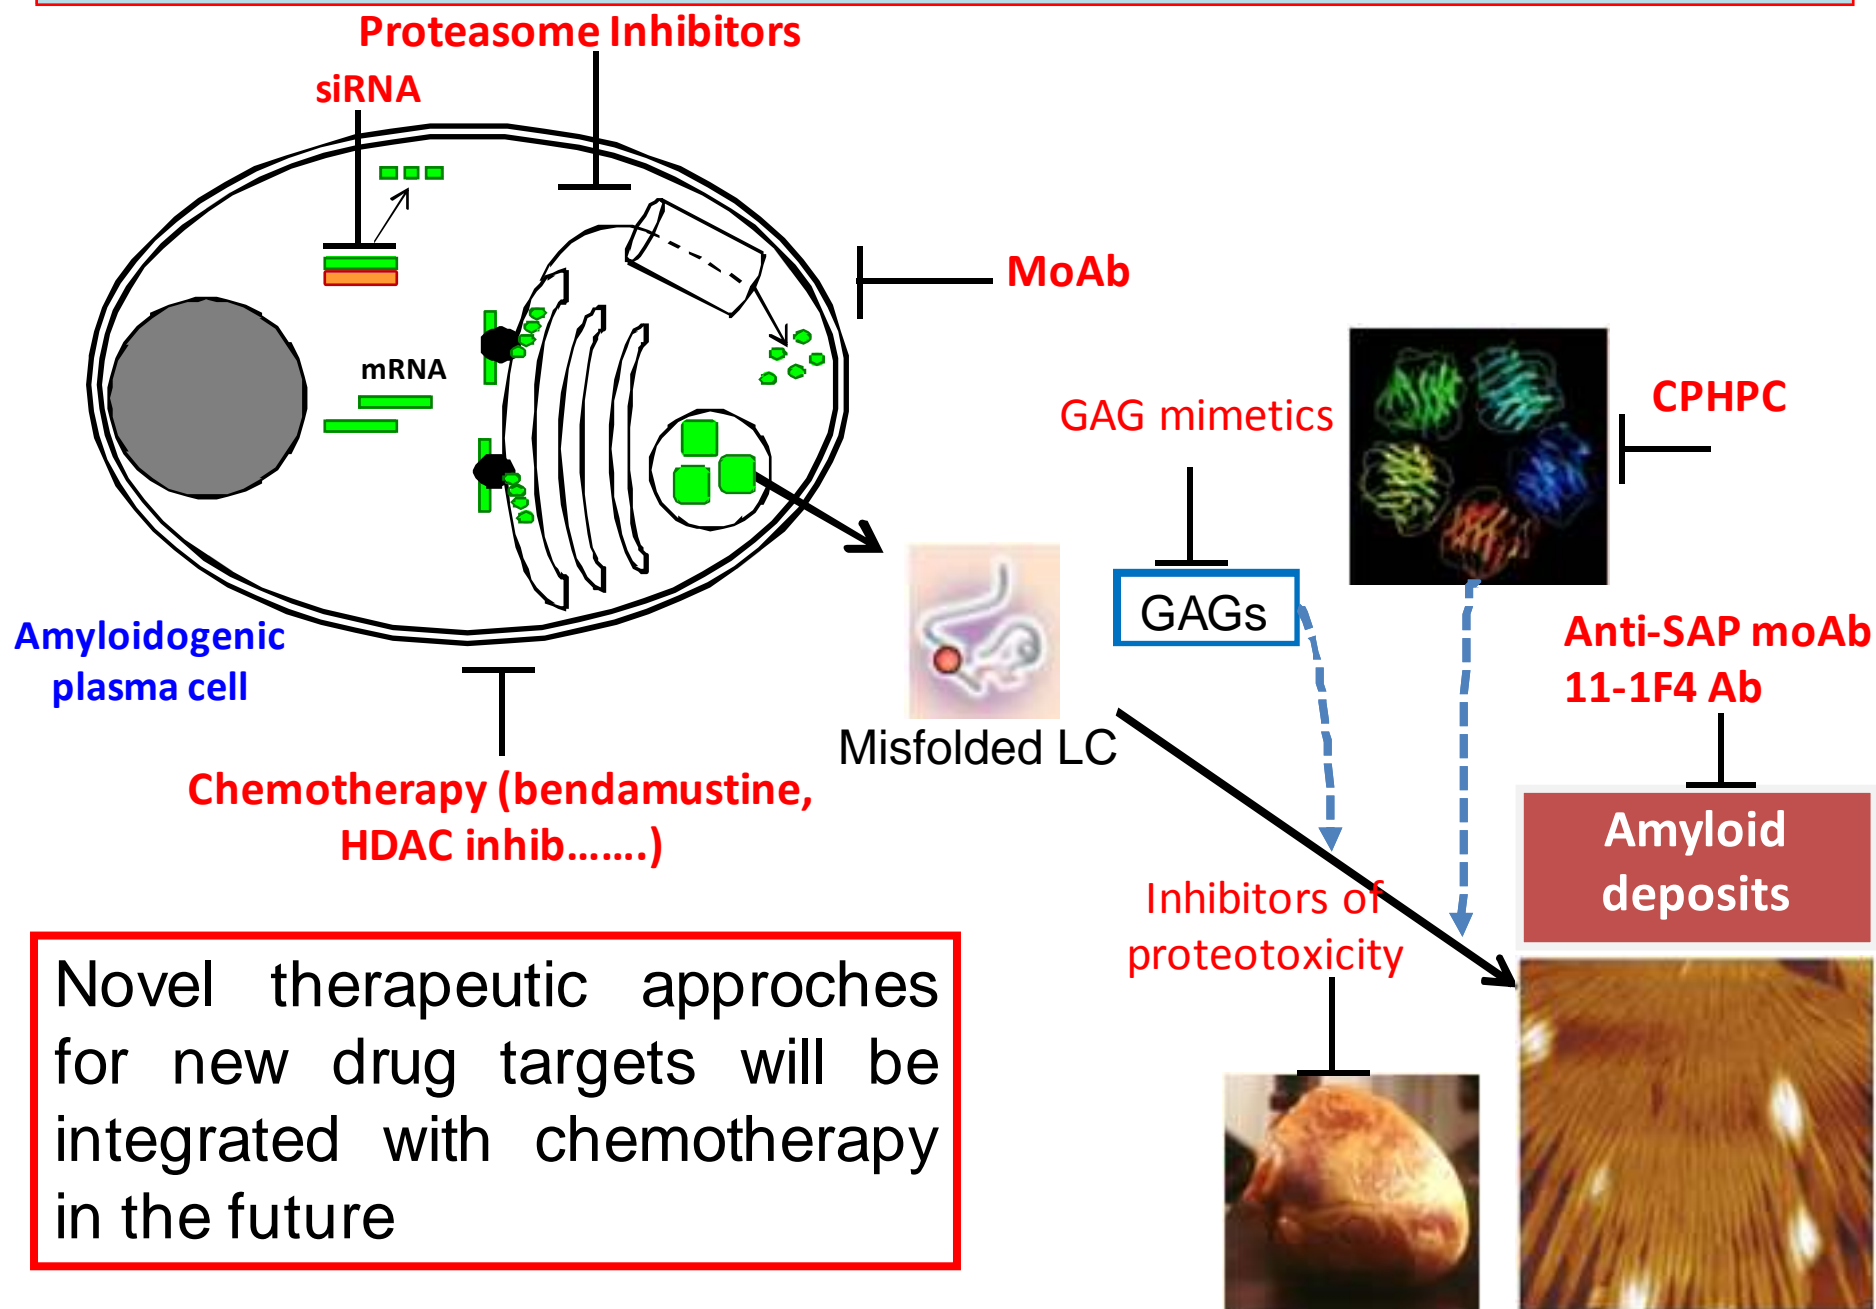 Proteasome Inhibitors
siRNA
MoAb
mRNA
GAG mimetics
CPHPC
GAGs
Amyloidogenic
plasma cell
Anti-SAP moAb
11-1F4 Ab
Misfolded LC
Chemotherapy (bendamustine,
HDAC inhib.......)
Amyloid
deposits
Inhibitors of
proteotoxicity
Novel therapeutic approches
for new drug targets will be
integrated with chemotherapy
in the future